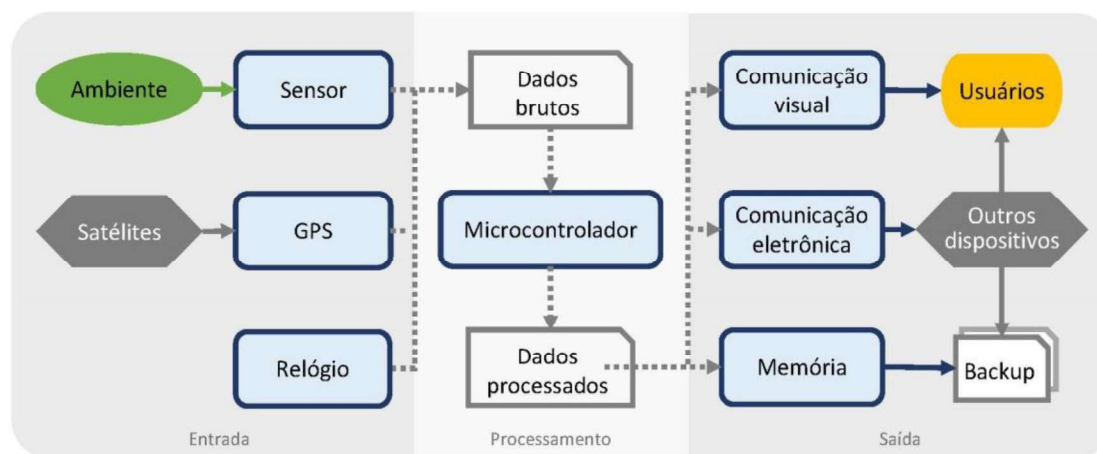 Ambiente
Sensor
Dados
brutos
Comunicação
visual
Usuários
Satélites
GPS
Microcontrolador
Comunicação
eletrônica
Outros
dispositivos
Relógio
Dados
processados
Memória
Backup
Entrada
Processamento
Saída